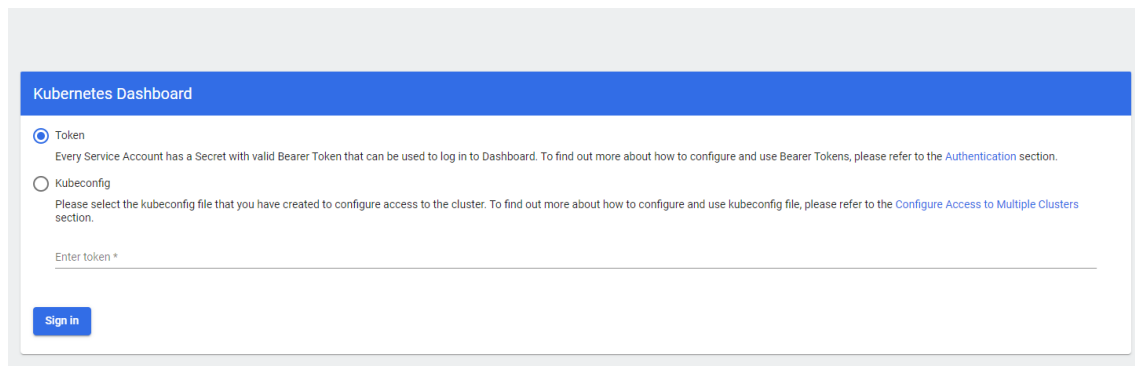 Kubernetes Dashboard
Token
Every Service Account has a Secret with valid Bearer Token that can be used to log in to Dashboard. To find out more about how to configure and use Bearer Tokens, please refer to the Authentication section.
Kubeconfig
Please select the kubeconfig file that you have created to configure access to the cluster. To find out more about how to configure and use kubeconfig file, please refer to the Configure Access to Multiple Clusters
section.
Enter token *
Sign in